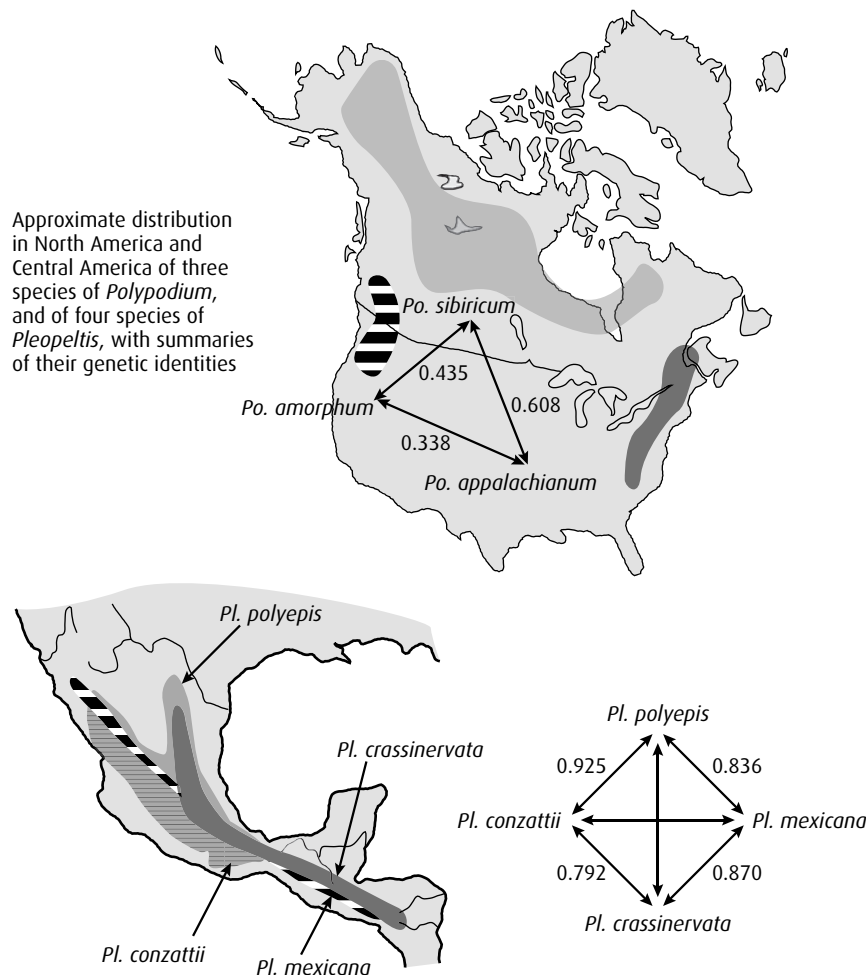 Approximate distribution
in North America and
Central America of three
species of Polypodium,
and of four species of
Pleopeltis, with summaries
of their genetic identities
Po. sibiricum
0.435
Po. amorphum
0.608
0.338
Po. appalachianum
Pl. polyepis
Pl. crassinervata
Pl. conzattii
Pl. mexicana
Pl. polyepis
0.925
0.836
Pl. conzattii
Pl. mexicana
0.792
0.870
Pl. crassinervata